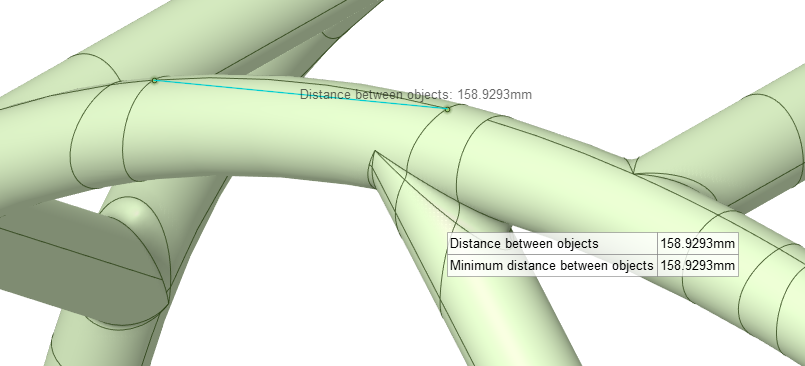 Distance between objects: 158.9293mm
Distance between objects 158.9293mm
Minimum distance between objects 158.9293mm